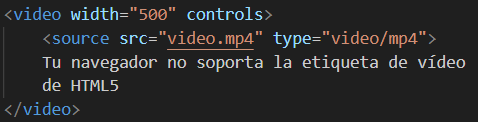 <video width="500" controls>
    <source src="video.mp4" type="video/mp4">
    Tu navegador no soporta la etiqueta de vídeo
    de HTML5
</video>